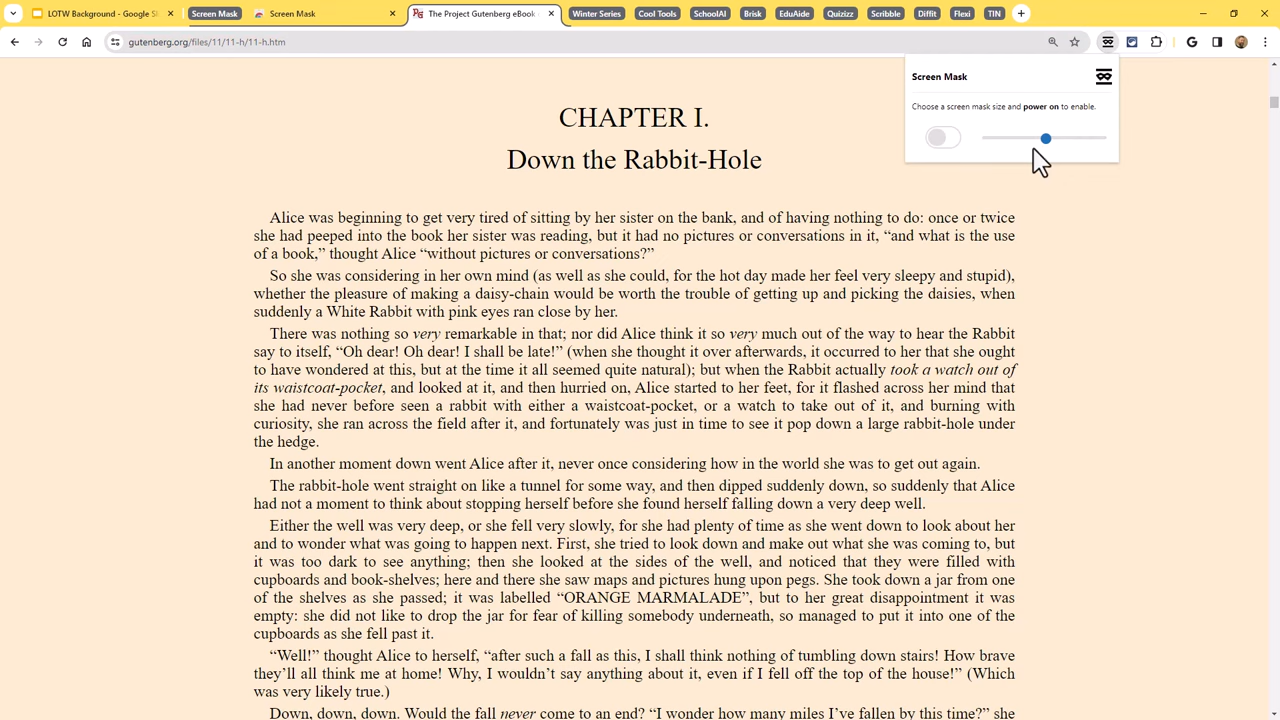 LOTW Background - Google Sl
Screen Mask
Screen Mask
The Project Gutenberg eBook
Winter Series
Cool Tools
SchoolAI
Brisk
EduAide
Quizizz
Scribble
Diffit
Flexi
TIN
gutenberg.org/files/11/11-h/11-h.htm
Screen Mask
Choose a screen mask size and power on to enable.
CHAPTER I.
Down the Rabbit-Hole
Alice was beginning to get very tired of sitting by her sister on the bank, and of having nothing to do: once or twice
she had peeped into the book her sister was reading, but it had no pictures or conversations in it, “and what is the use
of a book,” thought Alice “without pictures or conversations?”
So she was considering in her own mind (as well as she could, for the hot day made her feel very sleepy and stupid),
whether the pleasure of making a daisy-chain would be worth the trouble of getting up and picking the daisies, when
suddenly a White Rabbit with pink eyes ran close by her.
There was nothing so very remarkable in that; nor did Alice think it so very much out of the way to hear the Rabbit
say to itself, “Oh dear! Oh dear! I shall be late!” (when she thought it over afterwards, it occurred to her that she ought
to have wondered at this, but at the time it all seemed quite natural); but when the Rabbit actually took a watch out of
its waistcoat-pocket, and looked at it, and then hurried on, Alice started to her feet, for it flashed across her mind that
she had never before seen a rabbit with either a waistcoat-pocket, or a watch to take out of it, and burning with
curiosity, she ran across the field after it, and fortunately was just in time to see it pop down a large rabbit-hole under
the hedge.
In another moment down went Alice after it, never once considering how in the world she was to get out again.
The rabbit-hole went straight on like a tunnel for some way, and then dipped suddenly down, so suddenly that Alice
had not a moment to think about stopping herself before she found herself falling down a very deep well.
Either the well was very deep, or she fell very slowly, for she had plenty of time as she went down to look about her
and to wonder what was going to happen next. First, she tried to look down and make out what she was coming to, but
it was too dark to see anything; then she looked at the sides of the well, and noticed that they were filled with
cupboards and book-shelves; here and there she saw maps and pictures hung upon pegs. She took down a jar from one
of the shelves as she passed; it was labelled “ORANGE MARMALADE”, but to her great disappointment it was
empty: she did not like to drop the jar for fear of killing somebody underneath, so managed to put it into one of the
cupboards as she fell past it.
“Well!” thought Alice to herself, “after such a fall as this, I shall think nothing of tumbling down stairs! How brave
they’ll all think me at home! Why, I wouldn’t say anything about it, even if I fell off the top of the house!” (Which
was very likely true.)
Down, down, down. Would the fall never come to an end? “I wonder how many miles I’ve fallen by this time?” she